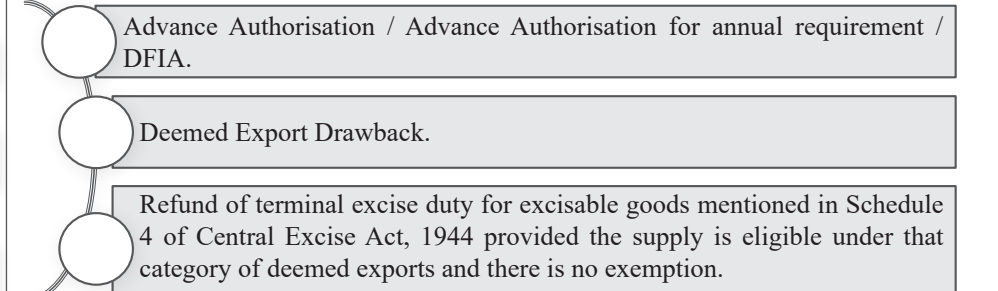 Advance Authorisation / Advance Authorisation for annual requirement /
DFIA.
Deemed Export Drawback.
Refund of terminal excise duty for excisable goods mentioned in Schedule
4 of Central Excise Act, 1944 provided the supply is eligible under that
category of deemed exports and there is no exemption.